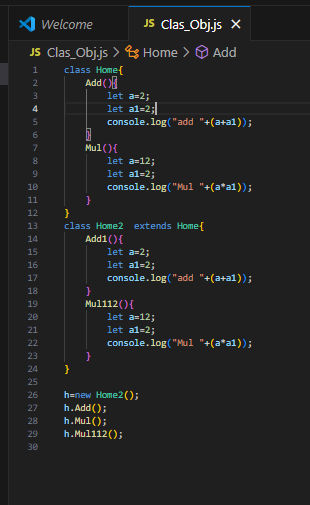 Welcome JS Clas_Obj.js
JS Clas_Obj.js > Home > Add
1 class Home{
2 Add(){
3 let a=2;
4 let a1=2;
5 console.log("add "+(a+a1));
6 }
7 Mul(){
8 let a=12;
9 let a1=2;
10 console.log("Mul "+(a*a1));
11 }
12 }
13 class Home2  extends Home{
14 Add1(){
15 let a=2;
16 let a1=2;
17 console.log("add "+(a+a1));
18 }
19 Mul112(){
20 let a=12;
21 let a1=2;
22 console.log("Mul "+(a*a1));
23 }
24 }
25
26 h=new Home2();
27 h.Add();
28 h.Mul();
29 h.Mul112();
30